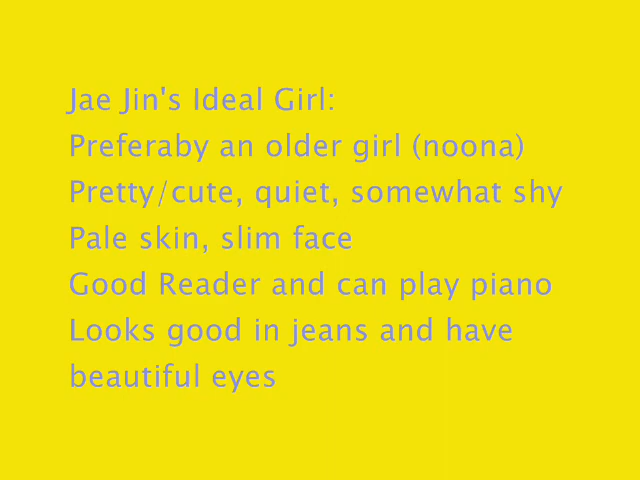 Jae Jin's Ideal Girl:
Preferaby an older girl (noona)
Pretty/cute, quiet, somewhat shy
Pale skin, slim face
Good Reader and can play piano
Looks good in jeans and have
beautiful eyes